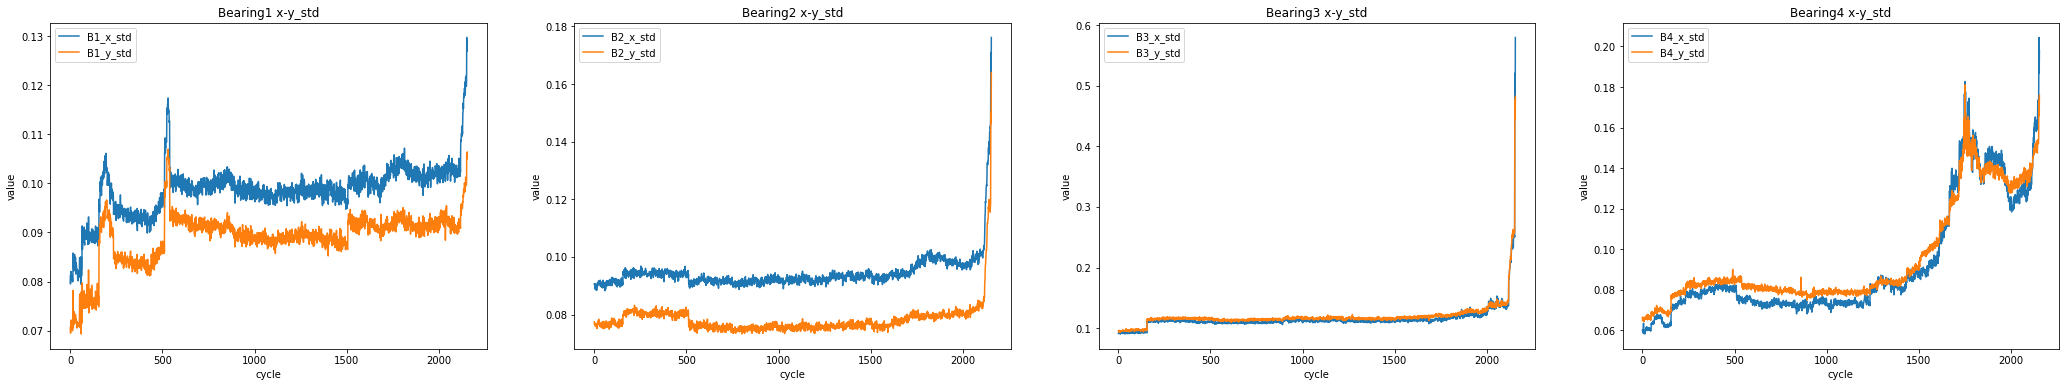 Bearing1 x-y_std
B1_x_std
B1_y_std
0.13
0.12
0.11
0.10
0.09
0.08
0.07
value
0
500
1000
1500
2000
cycle
Bearing2 x-y_std
B2_x_std
B2_y_std
0.18
0.16
0.14
0.12
0.10
0.08
value
0
500
1000
1500
2000
cycle
Bearing3 x-y_std
B3_x_std
B3_y_std
0.6
0.5
0.4
0.3
0.2
0.1
value
0
500
1000
1500
2000
cycle
Bearing4 x-y_std
B4_x_std
B4_y_std
0.20
0.18
0.16
0.14
0.12
0.10
0.08
0.06
value
0
500
1000
1500
2000
cycle